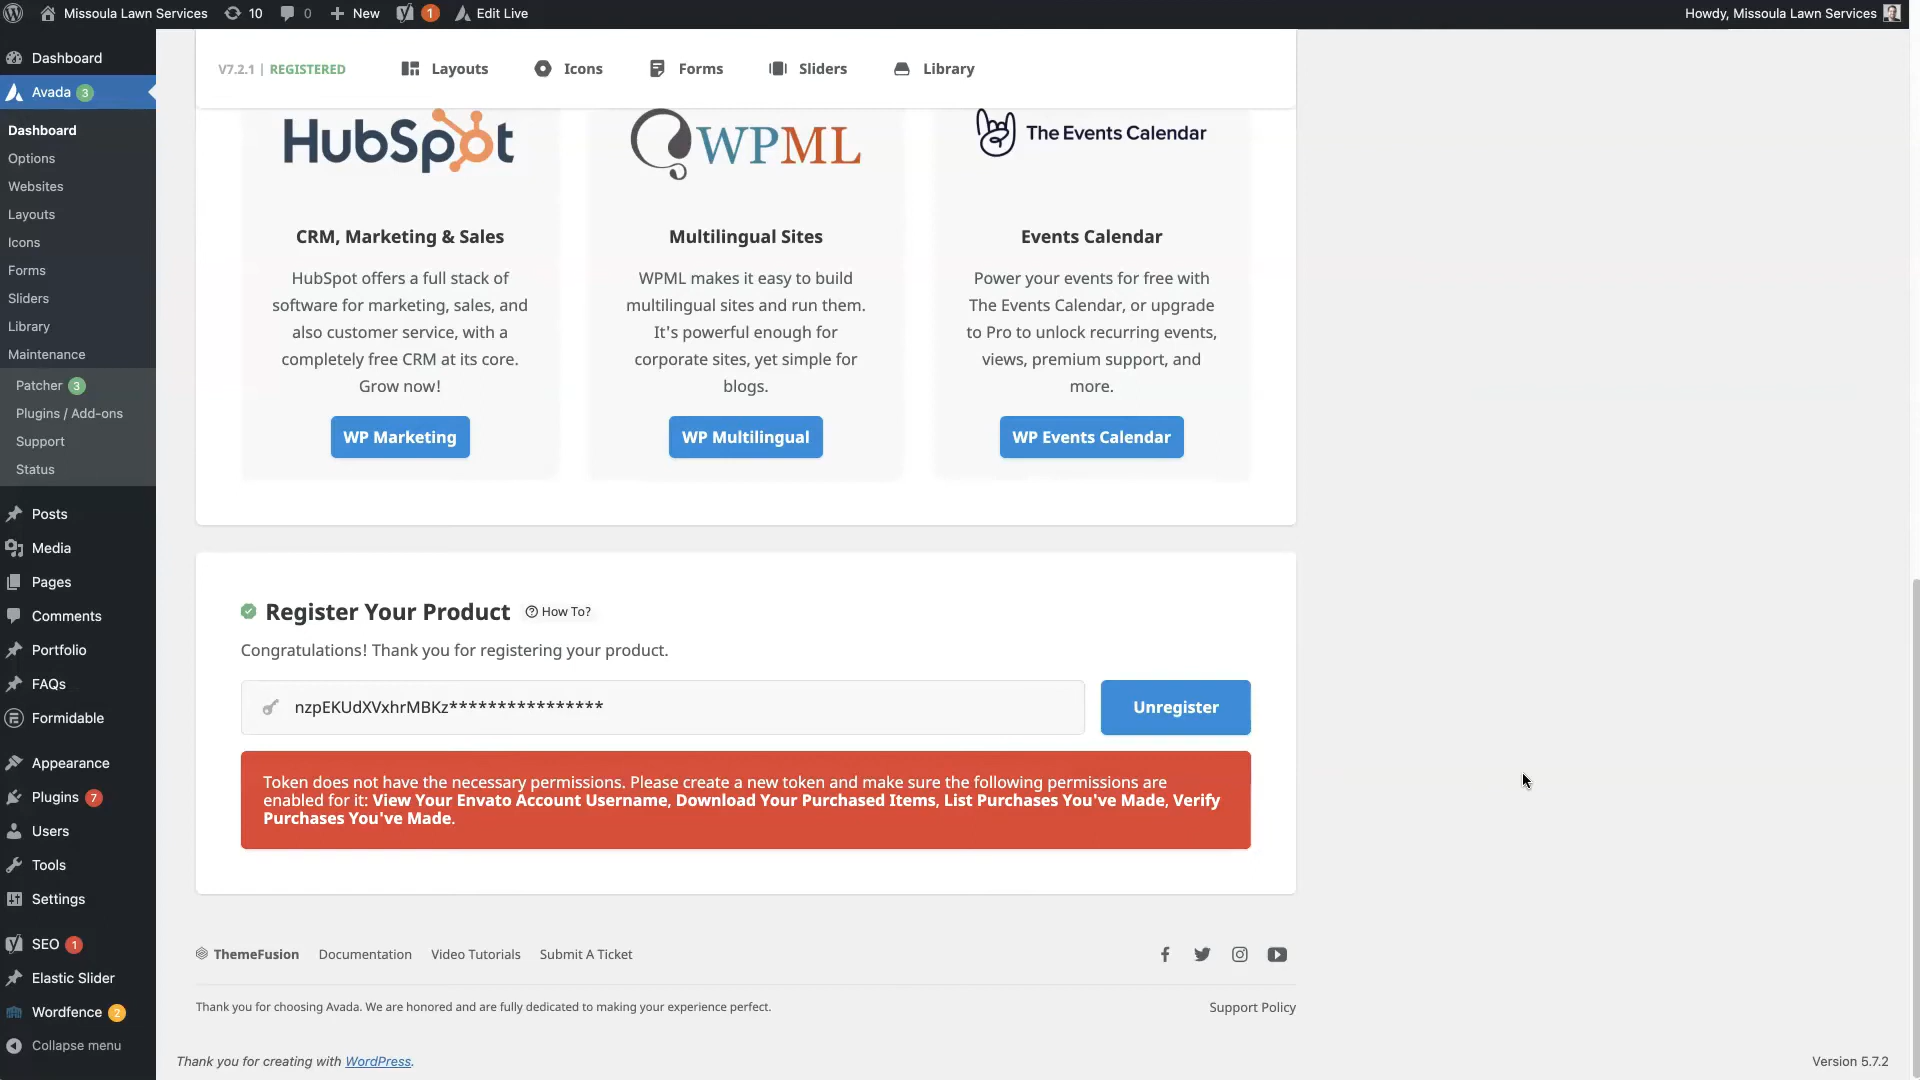 Missoula Lawn Services
10
0
New
1
Edit Live
Howdy, Missoula Lawn Services
Dashboard
Avada 3
Dashboard
Options
Websites
Layouts
Icons
Forms
Sliders
Library
Maintenance
Patcher 3
Plugins / Add-ons
Support
Status
Posts
Media
Pages
Comments
Portfolio
FAQs
Formidable
Appearance
Plugins 7
Users
Tools
Settings
SEO 1
Elastic Slider
Wordfence 2
Collapse menu
V7.2.1 | REGISTERED
Layouts
Icons
Forms
Sliders
Library
HubSpot
CRM, Marketing & Sales
HubSpot offers a full stack of
software for marketing, sales, and
also customer service, with a
completely free CRM at its core.
Grow now!
WP Marketing
WPML
Multilingual Sites
WPML makes it easy to build
multilingual sites and run them.
It's powerful enough for
corporate sites, yet simple for
blogs.
WP Multilingual
The Events Calendar
Events Calendar
Power your events for free with
The Events Calendar, or upgrade
to Pro to unlock recurring events,
views, premium support, and
more.
WP Events Calendar
Register Your Product
How To?
Congratulations! Thank you for registering your product.
nzpEKUdXVxhrMBKz****************
Unregister
Token does not have the necessary permissions. Please create a new token and make sure the following permissions are
enabled for it: View Your Envato Account Username, Download Your Purchased Items, List Purchases You've Made, Verify
Purchases You've Made.
ThemeFusion
Documentation
Video Tutorials
Submit A Ticket
Thank you for choosing Avada. We are honored and are fully dedicated to making your experience perfect.
Support Policy
Thank you for creating with WordPress.
Version 5.7.2